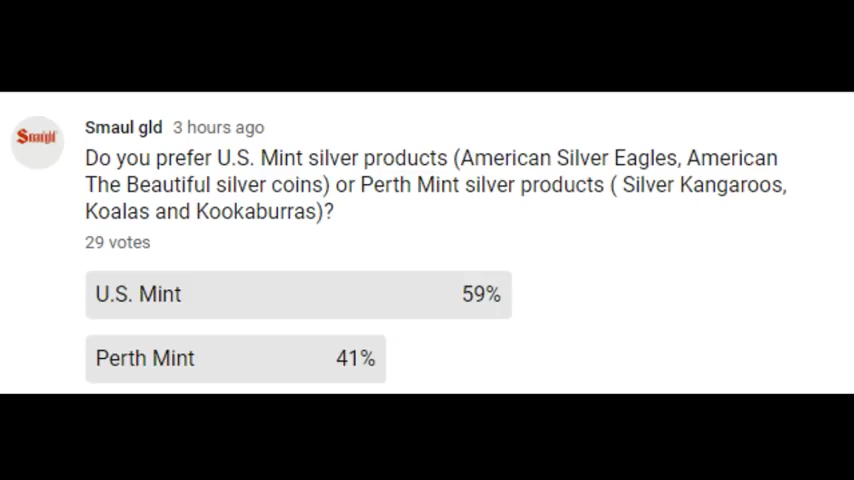 Smaulgld
Smaul gld 3 hours ago
Do you prefer U.S. Mint silver products (American Silver Eagles, American
The Beautiful silver coins) or Perth Mint silver products ( Silver Kangaroos,
Koalas and Kookaburras)?
29 votes
U.S. Mint 59%
Perth Mint 41%